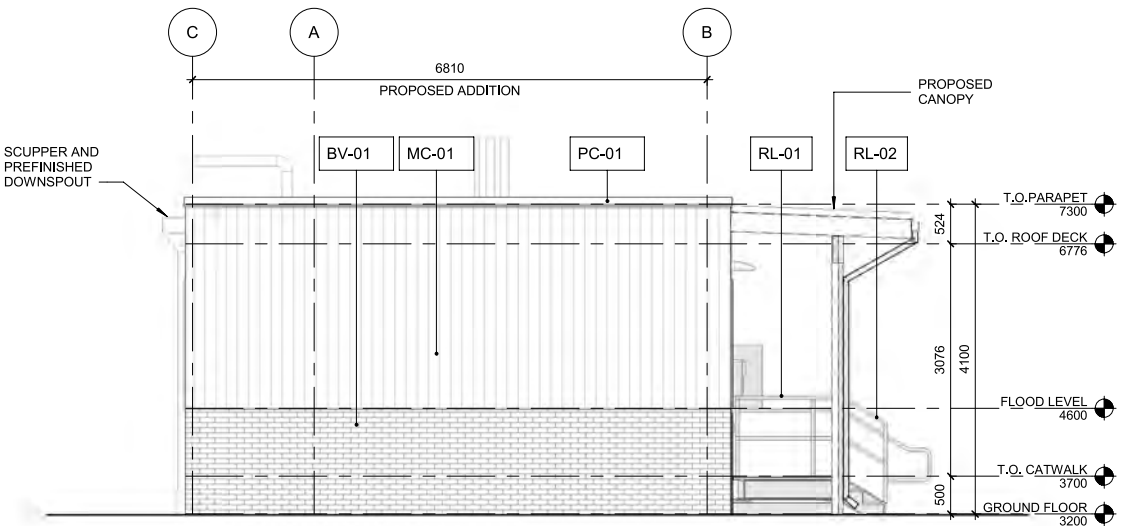 C
A
B
6810
PROPOSED ADDITION
PROPOSED
CANOPY
SCUPPER AND
PREFINISHED
DOWNSPOUT
BV-01
MC-01
PC-01
RL-01
RL-02
T.O.PARAPET
7300
524
T.O. ROOF DECK
6776
3076
4100
FLOOD LEVEL
4600
T.O. CATWALK
3700
500
GROUND FLOOR
3200